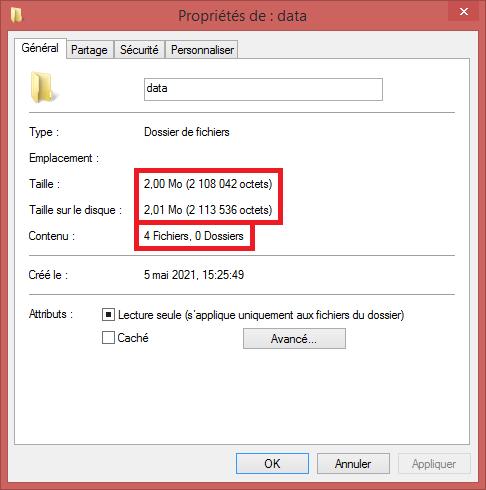 Propriétés de : data
Général
Partage
Sécurité
Personnaliser
data
Type :
Dossier de fichiers
Emplacement :
Taille :
2,00 Mo (2 108 042 octets)
Taille sur le disque :
2,01 Mo (2 113 536 octets)
Contenu :
4 Fichiers, 0 Dossiers
Créé le :
5 mai 2021, 15:25:49
Attributs :
Lecture seule (s'applique uniquement aux fichiers du dossier)
Caché
Avancé...
OK
Annuler
Appliquer